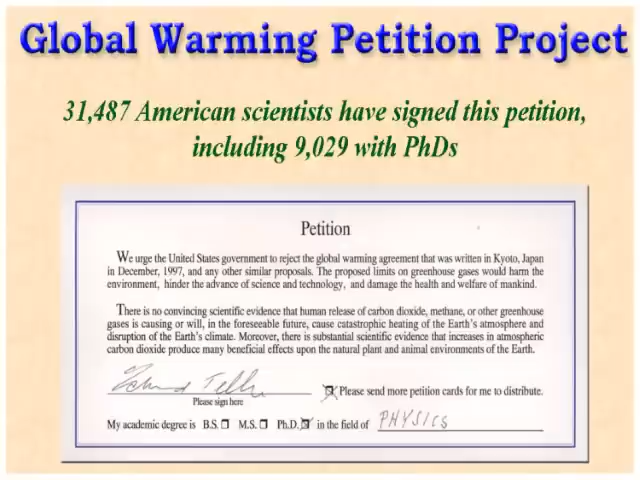 Global Warming Petition Project
31,487 American scientists have signed this petition,
including 9,029 with PhDs
Petition
We urge the United States government to reject the global warming agreement that was written in Kyoto, Japan
in December, 1997, and any other similar proposals. The proposed limits on greenhouse gases would harm the
environment, hinder the advance of science and technology, and damage the health and welfare of mankind.
There is no convincing scientific evidence that human release of carbon dioxide, methane, or other greenhouse
gases is causing or will, in the foreseeable future, cause catastrophic heating of the Earth's atmosphere and
disruption of the Earth's climate. Moreover, there is substantial scientific evidence that increases in atmospheric
carbon dioxide produce many beneficial effects upon the natural plant and animal environments of the Earth.
Edward Teller
Please sign here
Please send more petition cards for me to distribute.
My academic degree is B.S. M.S. Ph.D. in the field of PHYSICS